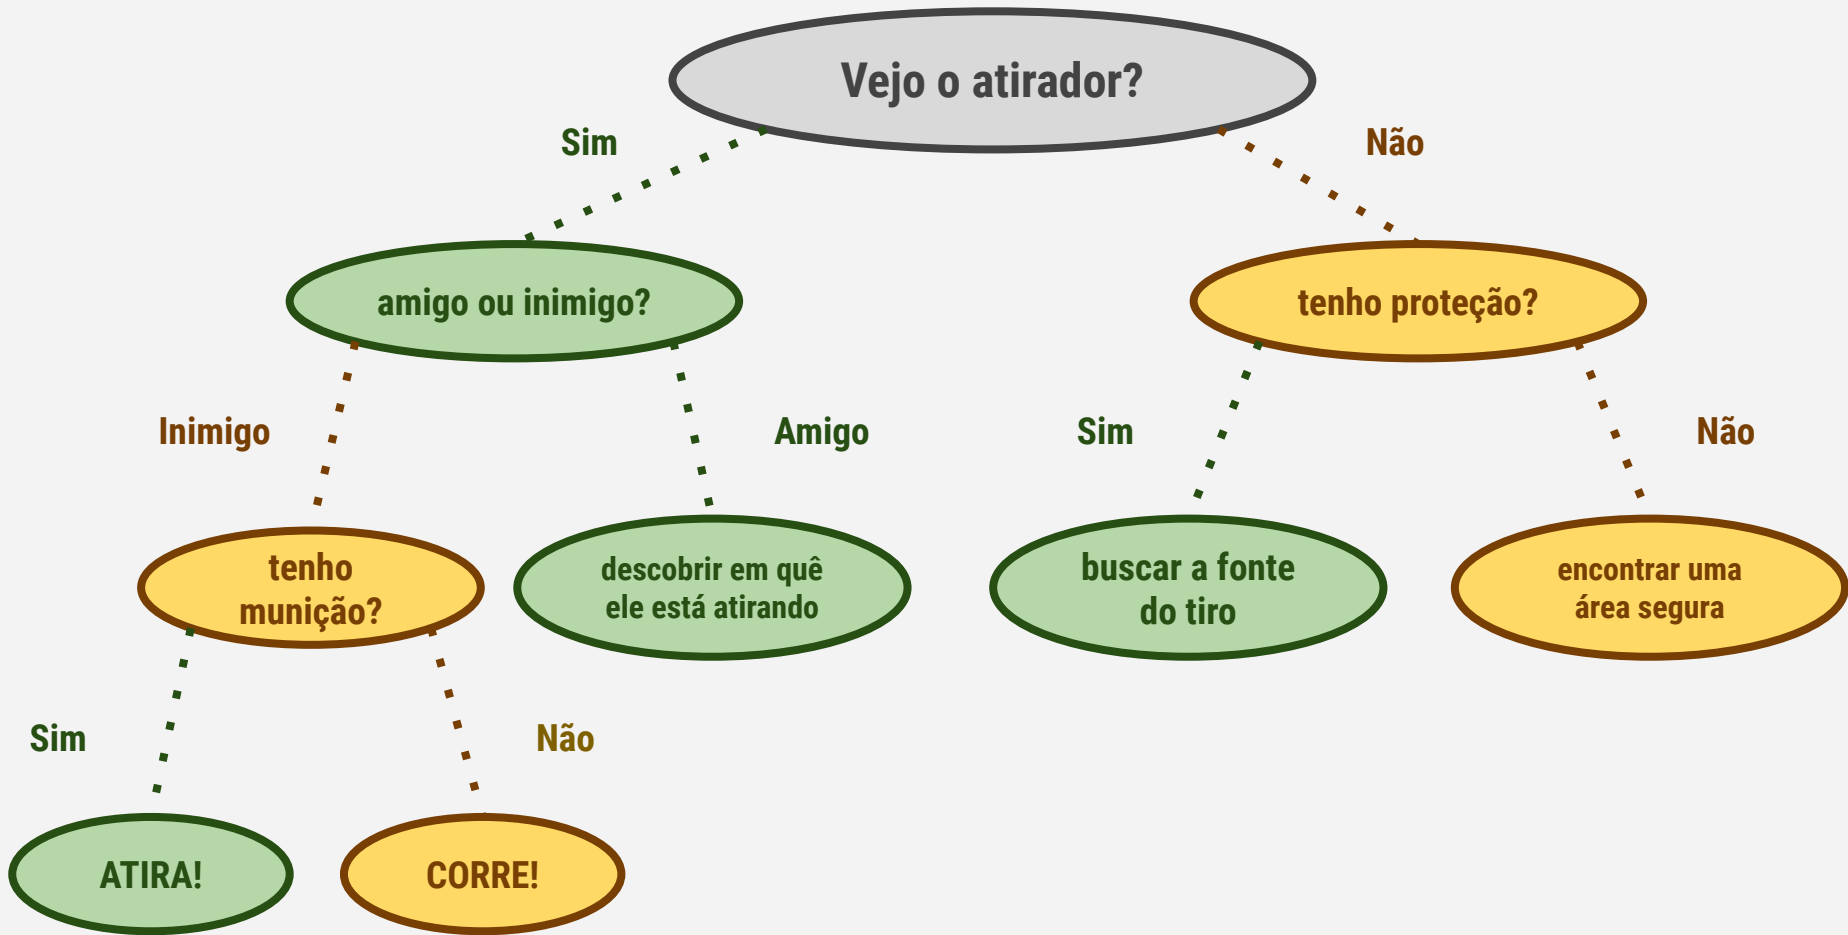 Vejo o atirador?
Sim
Não
amigo ou inimigo?
tenho proteção?
Inimigo
Amigo
Sim
Não
tenho
munição?
descobrir em quê
ele está atirando
buscar a fonte
do tiro
encontrar uma
área segura
Sim
Não
ATIRA!
CORRE!